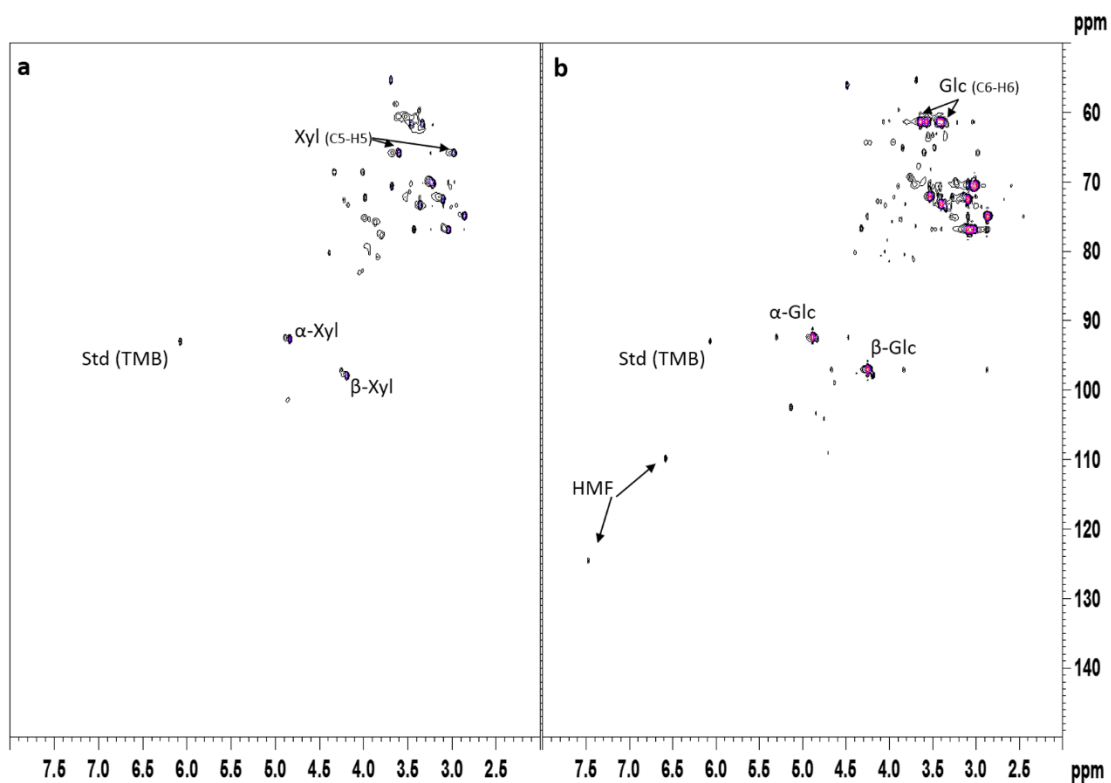 ppm
a
b
Glc (C6-H6)
Xyl (C5-H5)
60
70
80
α-Xyl
α-Glc
90
Std (TMB)
β-Xyl
Std (TMB)
β-Glc
100
110
HMF
120
130
140
7.5 7.0 6.5 6.0 5.5 5.0 4.5 4.0 3.5 3.0 2.5
7.5 7.0 6.5 6.0 5.5 5.0 4.5 4.0 3.5 3.0 2.5 ppm